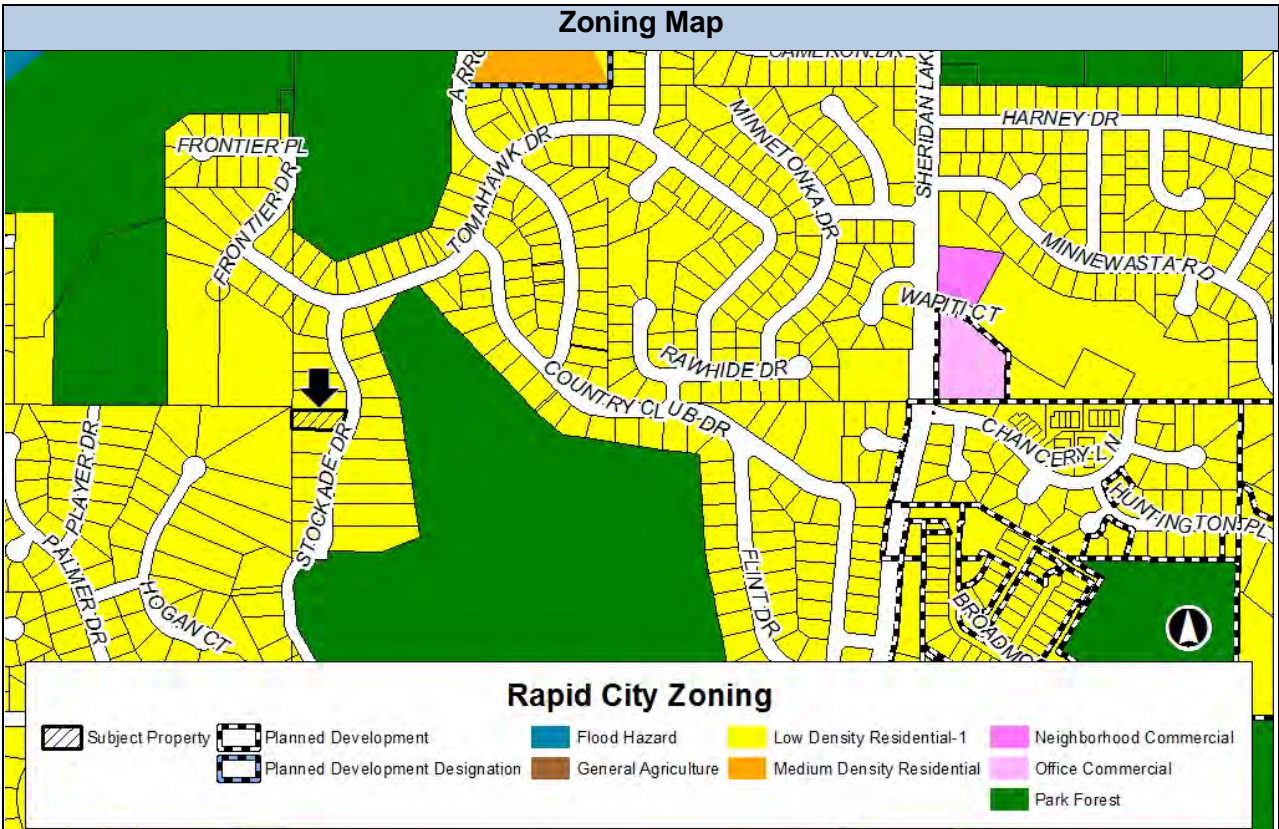 Zoning Map
CAMERON DR
SHERIDAN LAK
HARNEY DR
MINNETONKA DR
TOMAHAWK DR
FRONTIER PL
FRONTIER DR
MINNEWASTA RD
WAPITI CT
RAWHIDE DR
COUNTRY CLUB DR
STOCKADE DR
PLAYER DR
PALMER DR
HOGAN CT
CHANCERY LN
HUNTINGTON PL
FLINT DR
BROADMO
Rapid City Zoning
Subject Property
Planned Development
Planned Development Designation
Flood Hazard
General Agriculture
Low Density Residential-1
Medium Density Residential
Neighborhood Commercial
Office Commercial
Park Forest